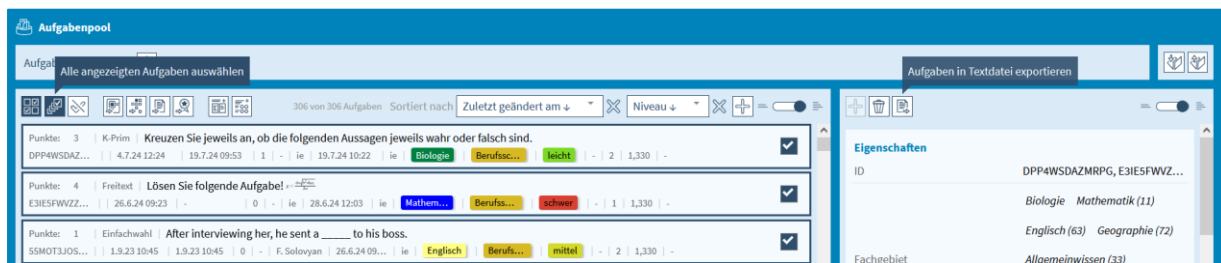 Aufgabenpool
Aufgab
Alle angezeigten Aufgaben auswählen
Aufgaben in Textdatei exportieren
306 von 306 Aufgaben Sortiert nach Zuletzt geändert am ↓ Niveau ↓
Punkte: 3 | K-Prim | Kreuzen Sie jeweils an, ob die folgenden Aussagen jeweils wahr oder falsch sind.
DPP4WSDAZ... | | 4.7.24 12:24 | 19.7.24 09:53 | 1 | - | ie | 19.7.24 10:22 | ie | Biologie | Berufssc... | leicht | - | 2 | 1,330 | -
Punkte: 4 | Freitext | Lösen Sie folgende Aufgabe!
E3IE5FWVZZ... | | 26.6.24 09:23 | - | 0 | - | ie | 28.6.24 12:03 | ie | Mathem... | Berufss... | schwer | - | 1 | 1,330 | -
Punkte: 1 | Einfachwahl | After interviewing her, he sent a _____ to his boss.
5SMOT3JOS... | | 1.9.23 10:45 | 1.9.23 10:45 | 0 | - | F. Solovyan | 26.6.24 09... | ie | Englisch | Berufs... | mittel | - | 2 | 1,330 | -
Eigenschaften
ID DPP4WSDAZMRPG, E3IE5FWVZ...
Biologie Mathematik (11)
Englisch (63) Geographie (72)
Fachgebiet Allgemeinwissen (33)